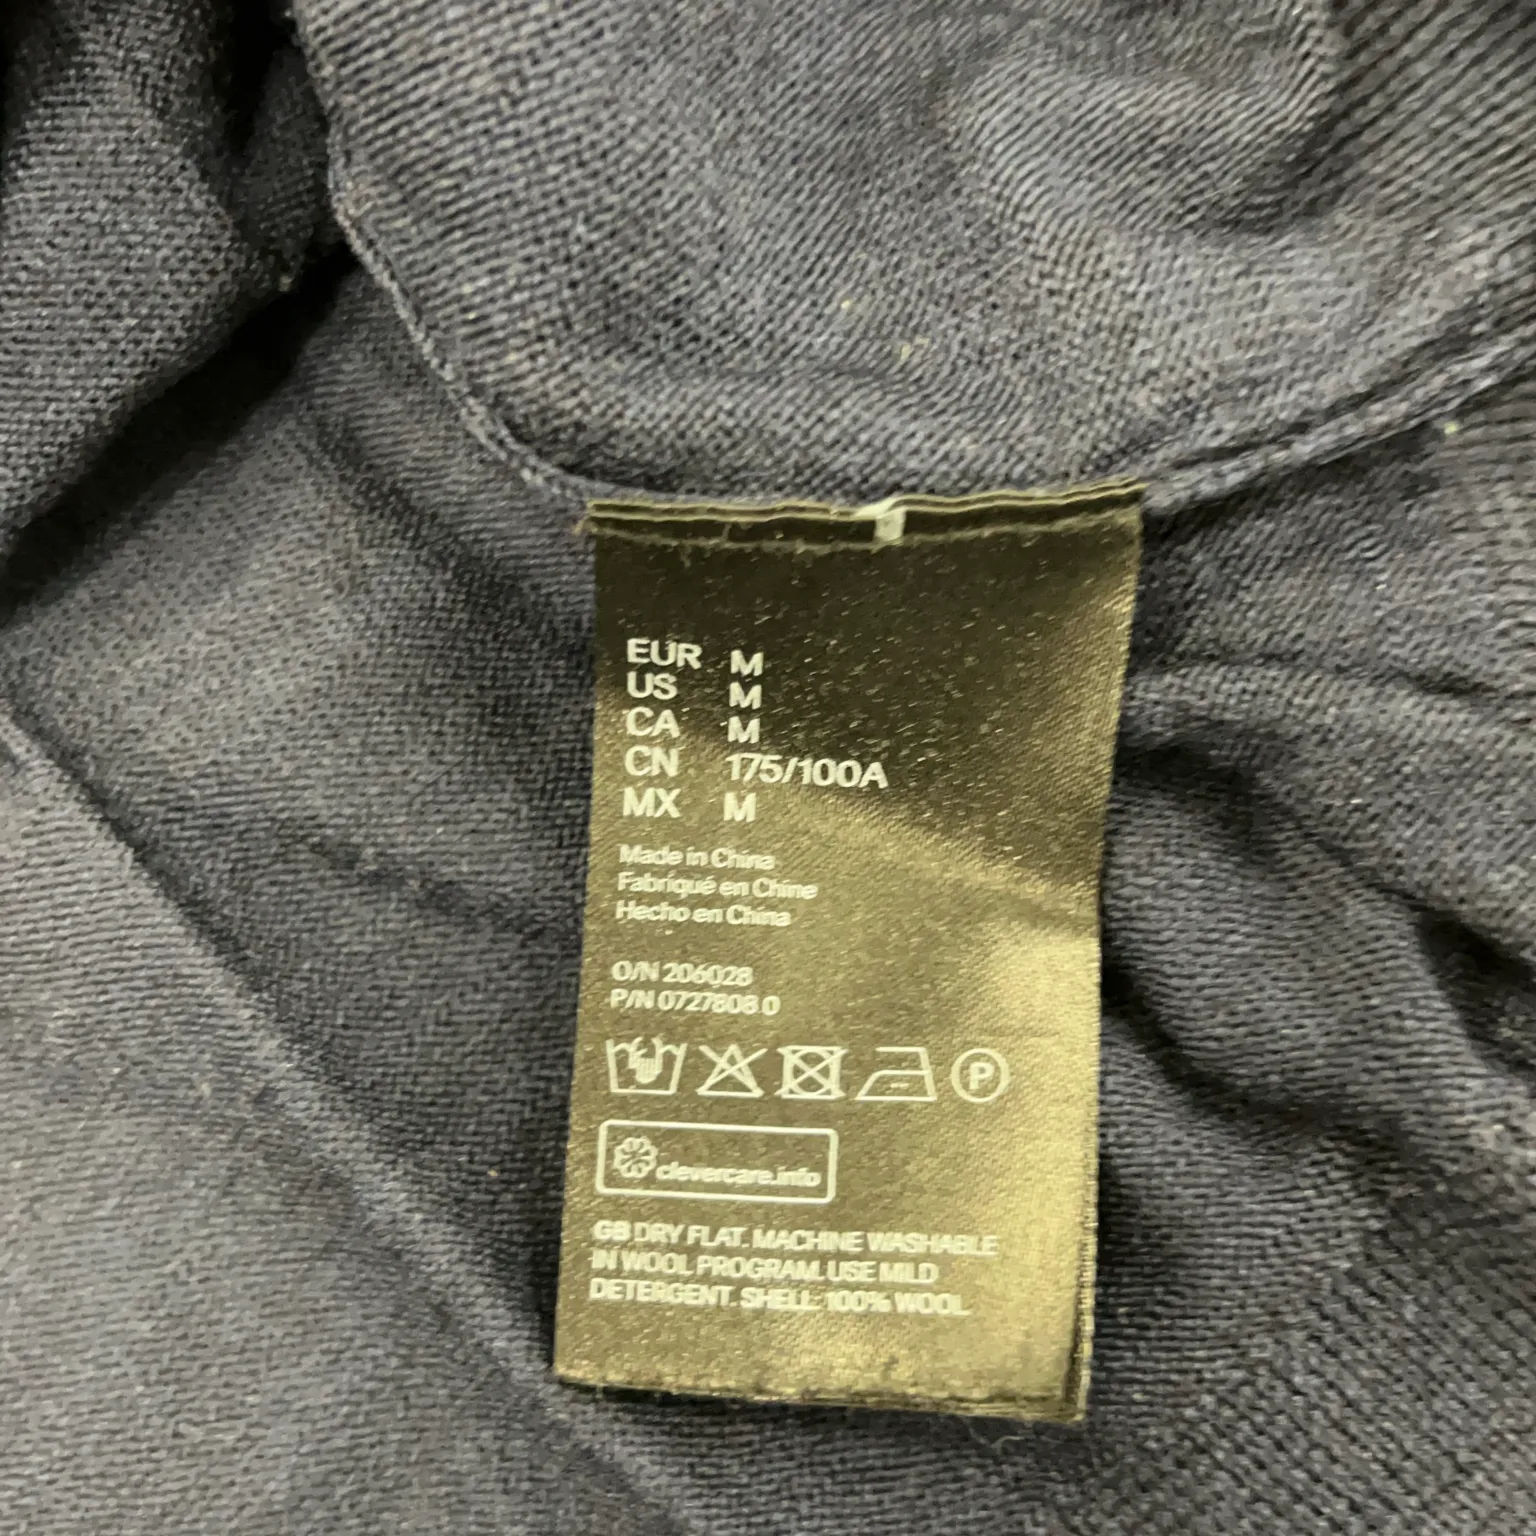 EUR M
US M
CA M
CN 175/100A
MX M
Made in China
Fabriqué en Chine
Hecho en China
O/N 206028
P/N 0727808 0
P
clevercare.info
GB DRY FLAT. MACHINE WASHABLE
IN WOOL PROGRAM. USE MILD
DETERGENT. SHELL: 100% WOOL